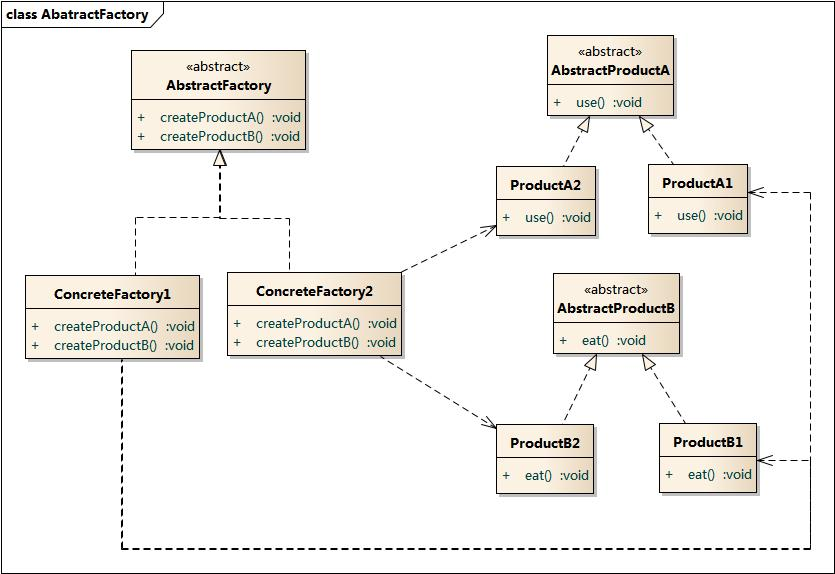 class AbatractFactory
«abstract»
AbstractFactory
+ createProductA() :void
+ createProductB() :void
«abstract»
AbstractProductA
+ use() :void
ProductA2
+ use() :void
ProductA1
+ use() :void
ConcreteFactory1
+ createProductA() :void
+ createProductB() :void
ConcreteFactory2
+ createProductA() :void
+ createProductB() :void
«abstract»
AbstractProductB
+ eat() :void
ProductB2
+ eat() :void
ProductB1
+ eat() :void